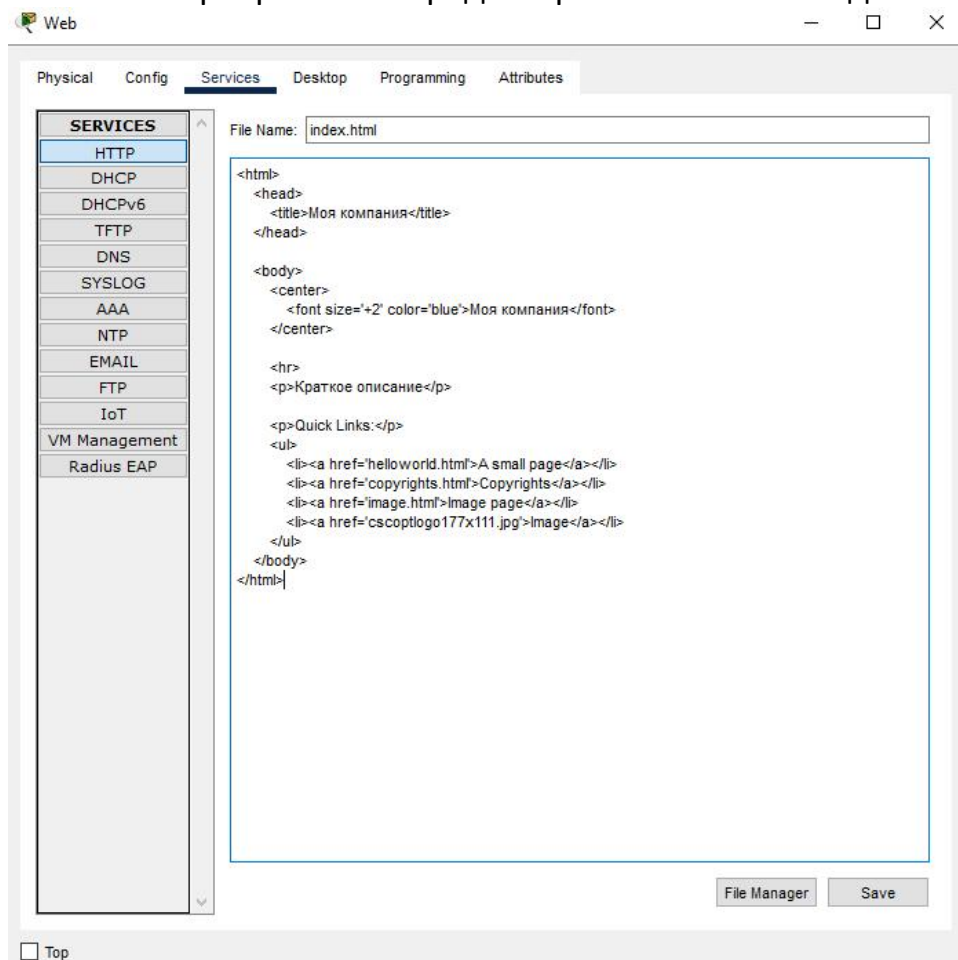 Web
Physical Config Services Desktop Programming Attributes
SERVICES
HTTP
DHCP
DHCPv6
TFTP
DNS
SYSLOG
AAA
NTP
EMAIL
FTP
IoT
VM Management
Radius EAP
File Name: index.html
<html>
<head>
<title>Моя компания</title>
</head>
<body>
<center>
<font size='+2' color='blue'>Моя компания</font>
</center>
<hr>
<p>Краткое описание</p>
<p>Quick Links:</p>
<ul>
<li><a href='helloworld.html'>A small page</a></li>
<li><a href='copyrights.html'>Copyrights</a></li>
<li><a href='image.html'>Image page</a></li>
<li><a href='cscoptlogo177x111.jpg'>Image</a></li>
</ul>
</body>
</html>
File Manager Save
Top